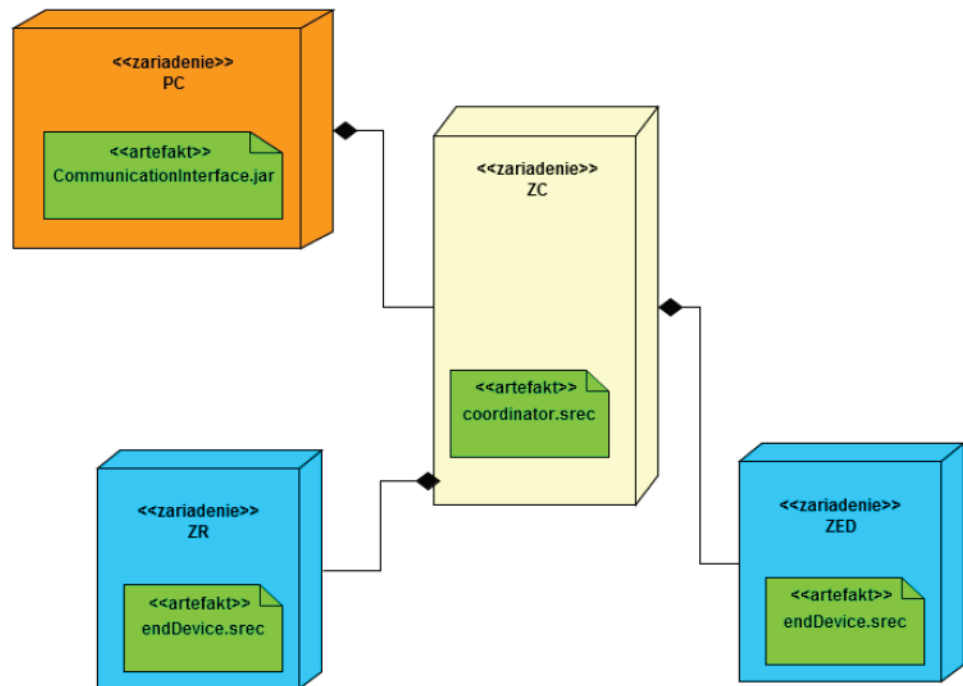 <<zariadenie>>
PC
<<artefakt>>
CommunicationInterface.jar
<<zariadenie>>
ZC
<<artefakt>>
coordinator.srec
<<zariadenie>>
ZR
<<artefakt>>
endDevice.srec
<<zariadenie>>
ZED
<<artefakt>>
endDevice.srec